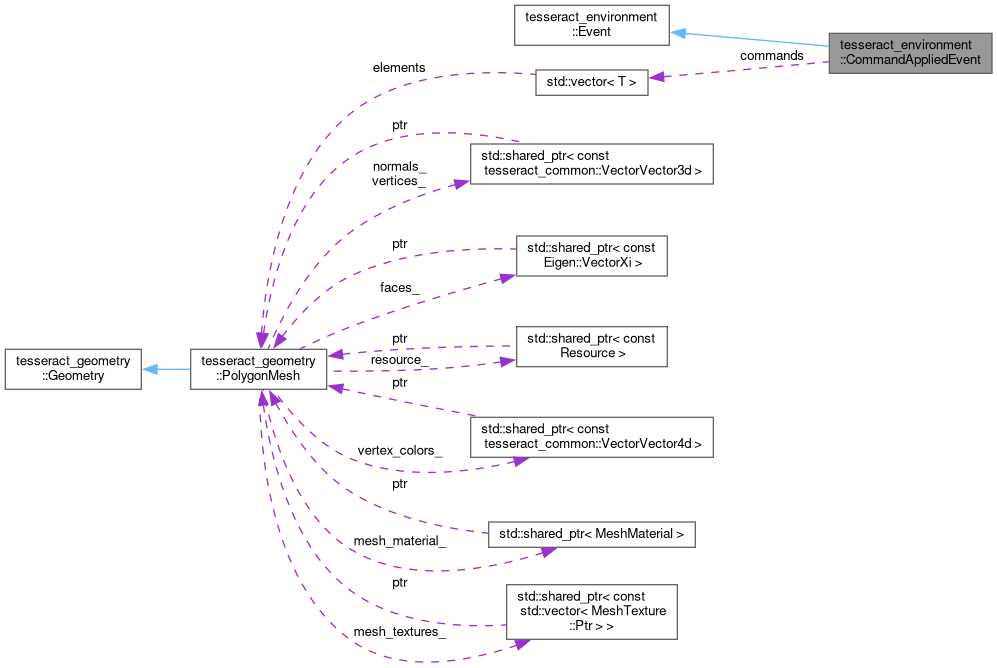 tesseract_environment
::Event
tesseract_environment
::CommandAppliedEvent
commands
elements
std::vector< T >
ptr
std::shared_ptr< const
tesseract_common::VectorVector3d >
normals_
vertices_
ptr
std::shared_ptr< const
Eigen::VectorXi >
faces_
ptr
std::shared_ptr< const
Resource >
resource_
tesseract_geometry
::Geometry
tesseract_geometry
::PolygonMesh
ptr
std::shared_ptr< const
tesseract_common::VectorVector4d >
vertex_colors_
ptr
std::shared_ptr< MeshMaterial >
mesh_material_
ptr
std::shared_ptr< const
std::vector< MeshTexture
::Ptr > >
mesh_textures_